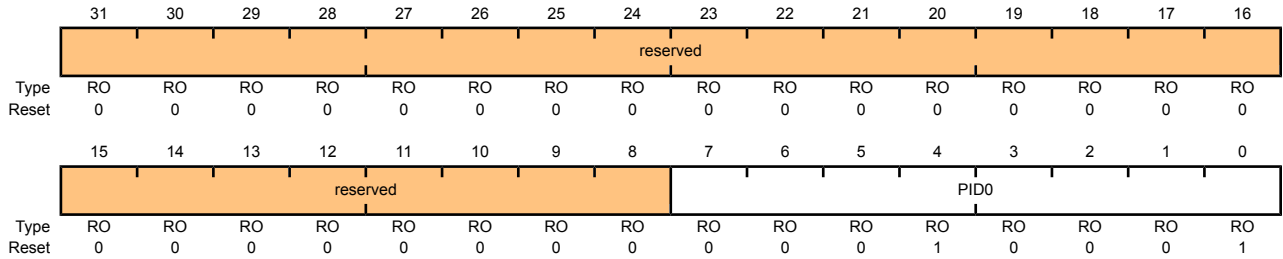 31 30 29 28 27 26 25 24 23 22 21 20 19 18 17 16
reserved
Type RO RO RO RO RO RO RO RO RO RO RO RO RO RO RO RO
Reset 0 0 0 0 0 0 0 0 0 0 0 0 0 0 0 0
15 14 13 12 11 10 9 8 7 6 5 4 3 2 1 0
reserved PID0
Type RO RO RO RO RO RO RO RO RO RO RO RO RO RO RO RO
Reset 0 0 0 0 0 0 0 0 0 0 0 1 0 0 0 1